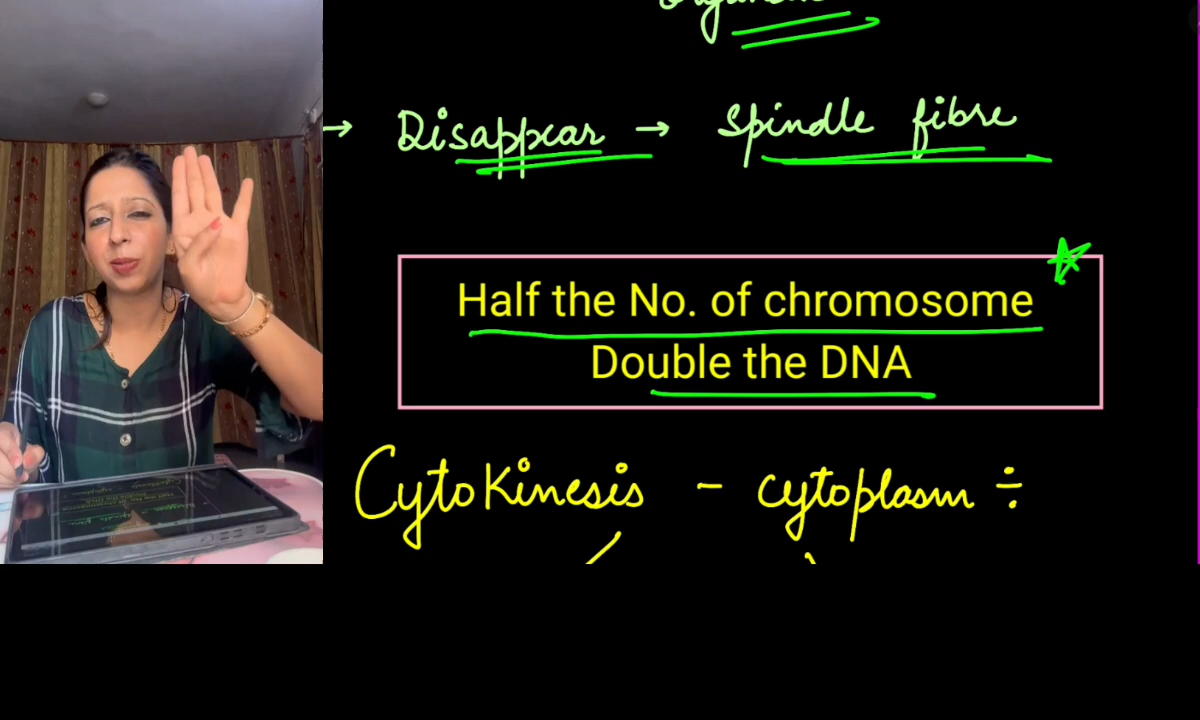 → Disappear → Spindle fibre
Half the No. of chromosome
Double the DNA
Cytokinesis - cytoplasm ÷